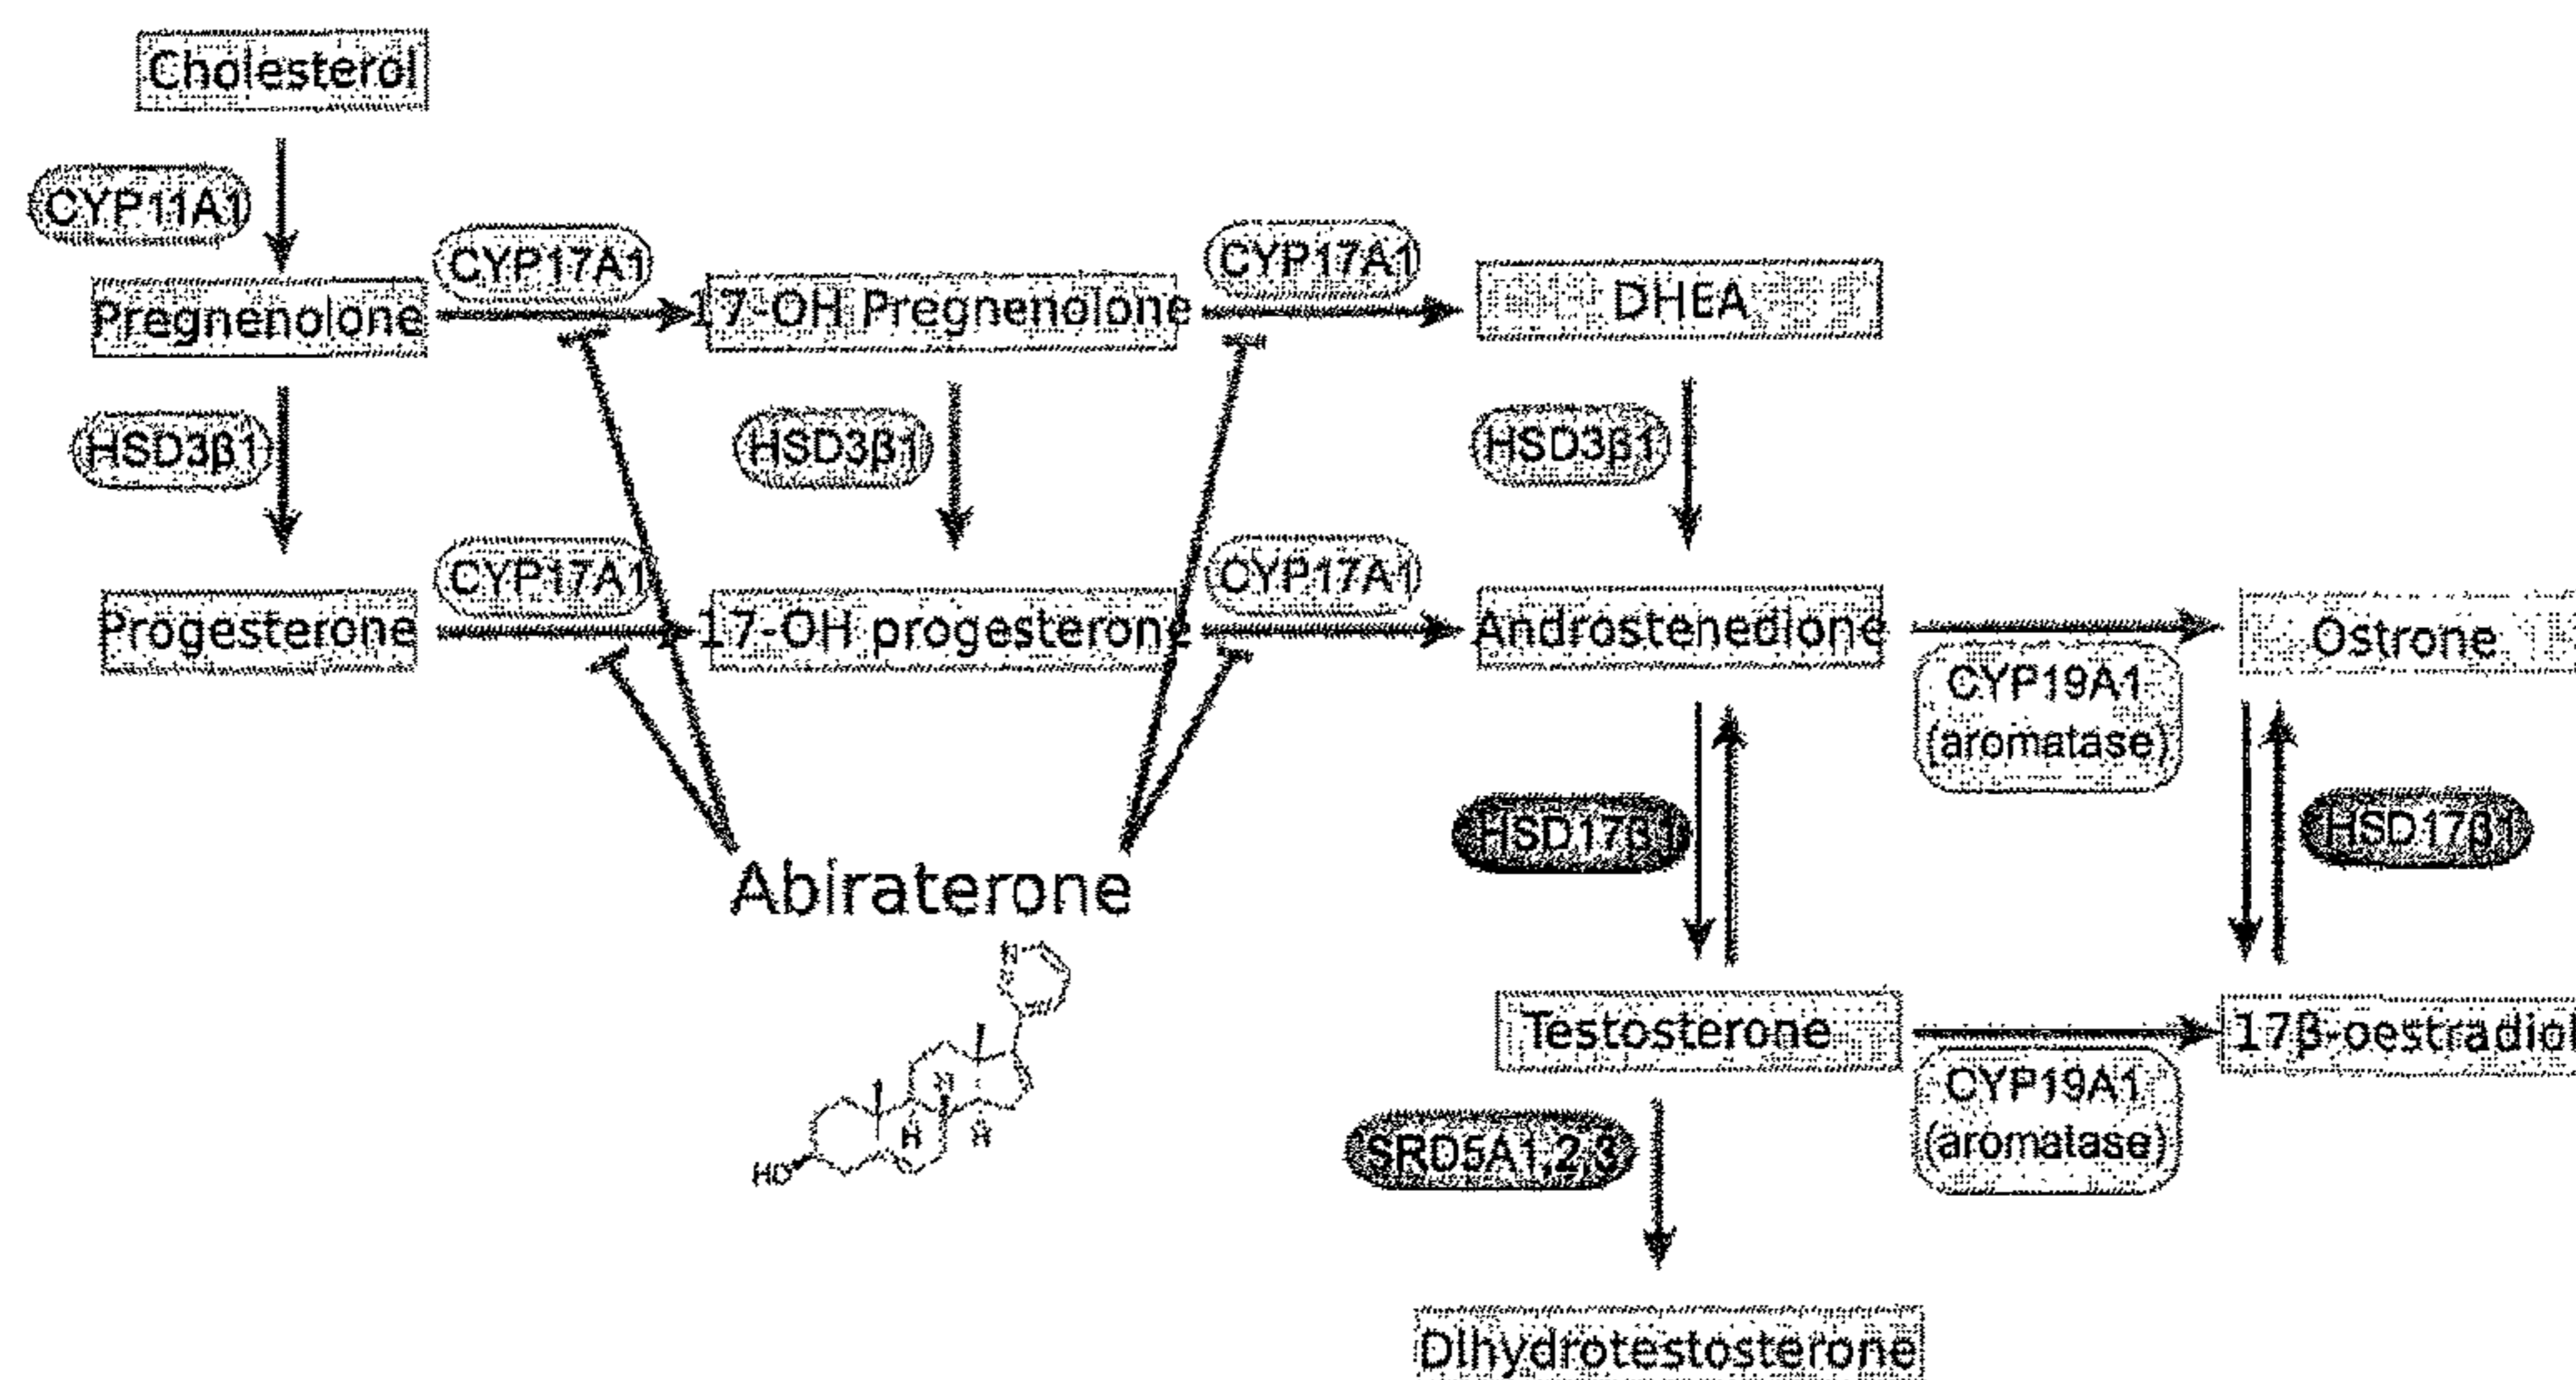 Cholesterol
CYP11A1
CYP17A1
CYP17A1
Pregnenolone
17-OH Pregnenolone
DHEA
HSD3β1
HSD3β1
HSD3β1
CYP17A1
CYP17A1
Progesterone
17-OH progesterone
Androstenedione
Ostrone
CYP19A1
(aromatase)
HSD17β1
HSD17β1
Abiraterone
N
Testosterone
17β-oestradiol
CYP19A1
(aromatase)
H
H
H
HO
SRD5A1,2,3
DIhydrotestosterone